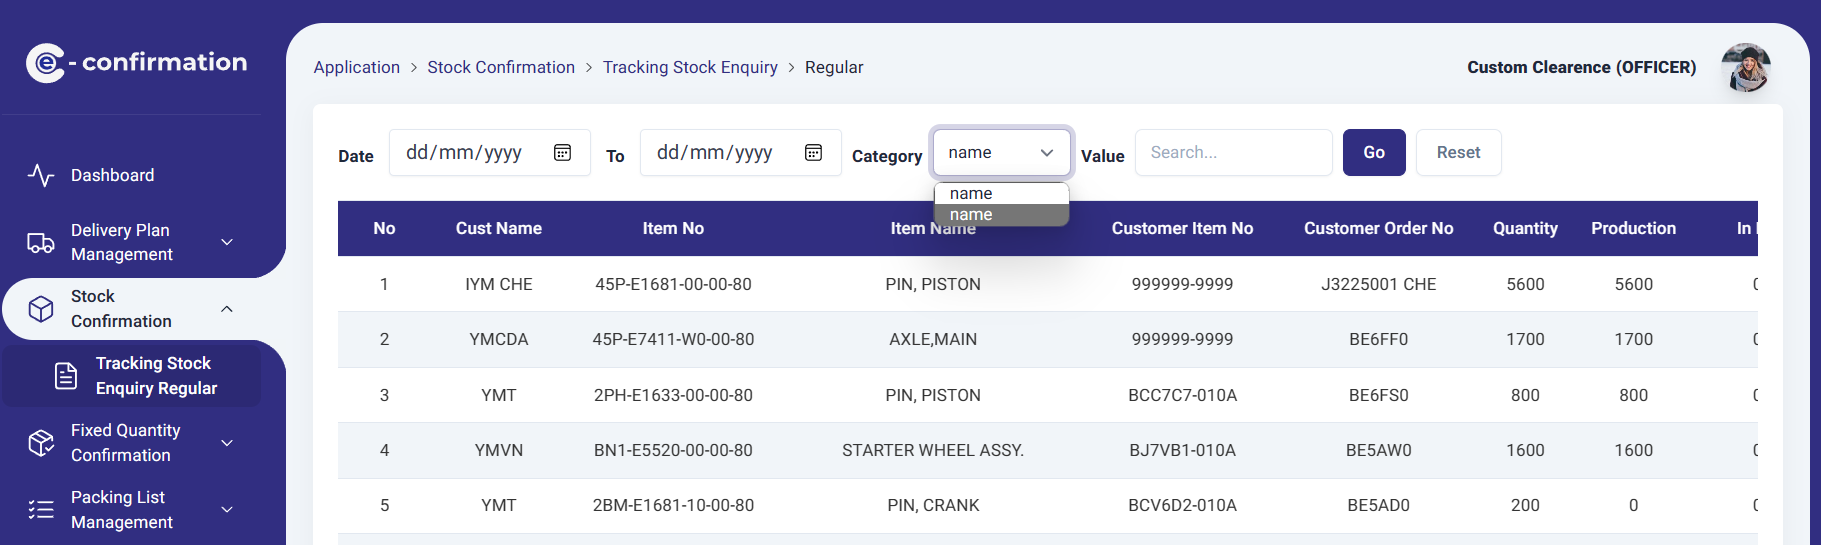 e - confirmation
Application > Stock Confirmation > Tracking Stock Enquiry > Regular
Custom Clearence (OFFICER)
Dashboard
Delivery Plan
Management
Stock
Confirmation
Tracking Stock
Enquiry Regular
Fixed Quantity
Confirmation
Packing List
Management
Date dd/mm/yyyy To dd/mm/yyyy Category name Value Search... Go Reset
name
name
No Cust Name Item No Item Name Customer Item No Customer Order No Quantity Production In
1 IYM CHE 45P-E1681-00-00-80 PIN, PISTON 999999-9999 J3225001 CHE 5600 5600
2 YMCDA 45P-E7411-W0-00-80 AXLE,MAIN 999999-9999 BE6FF0 1700 1700
3 YMT 2PH-E1633-00-00-80 PIN, PISTON BCC7C7-010A BE6FS0 800 800
4 YMVN BN1-E5520-00-00-80 STARTER WHEEL ASSY. BJ7VB1-010A BE5AW0 1600 1600
5 YMT 2BM-E1681-10-00-80 PIN, CRANK BCV6D2-010A BE5AD0 200 0